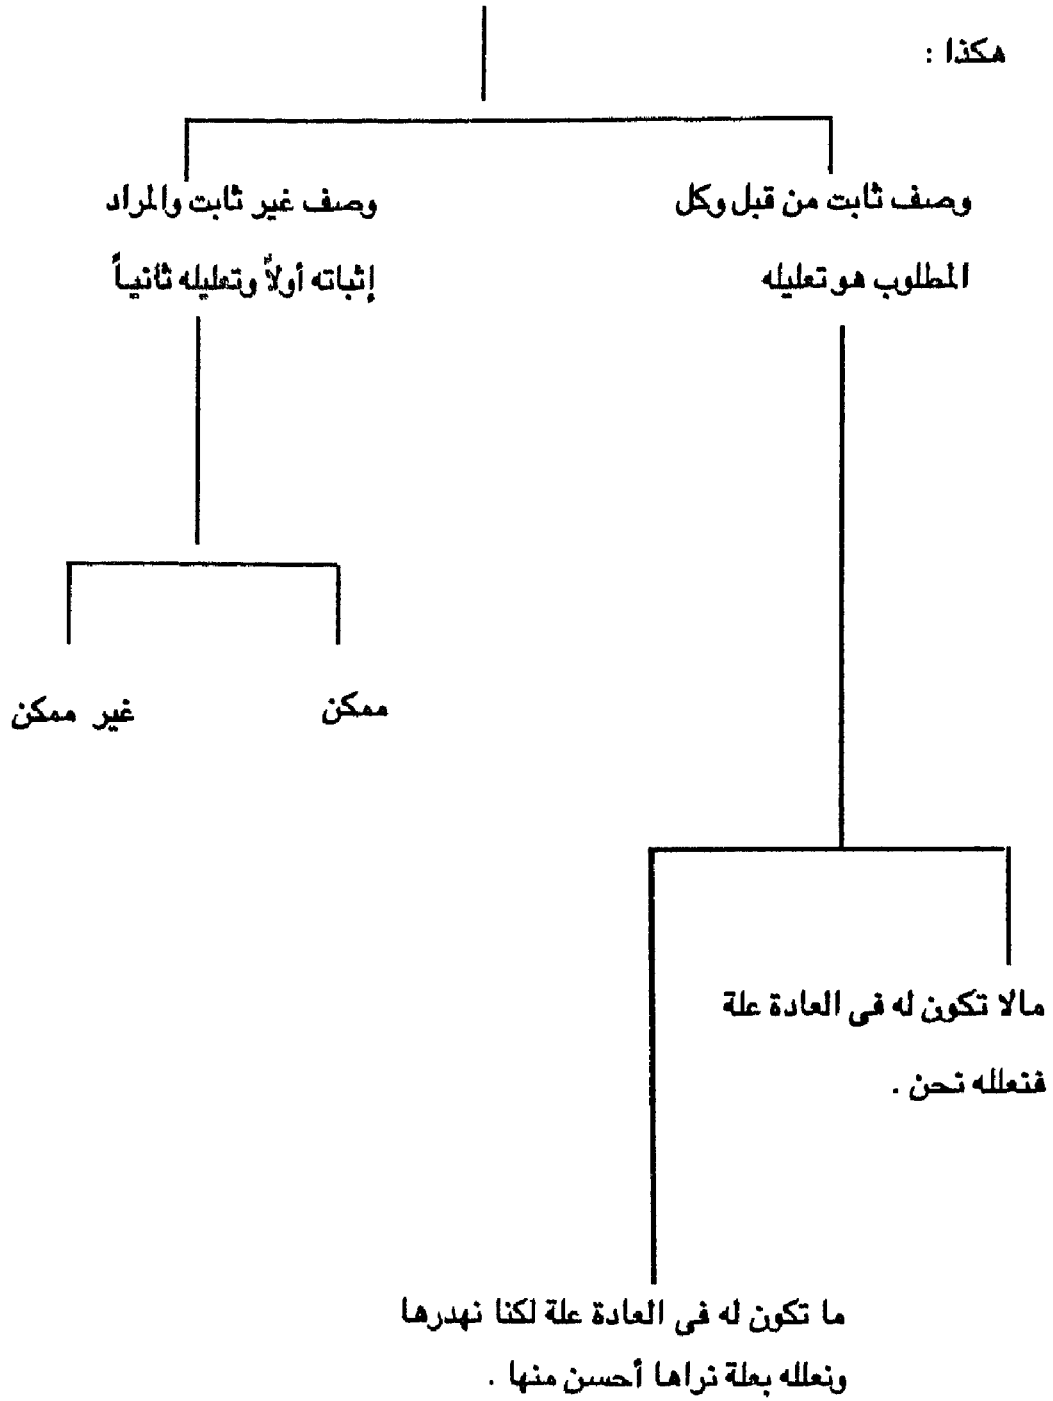 هكذا :
وصف ثابت من قبل وكل
المطلوب هو تعليله
وصف غير ثابت والمراد
إثباته أولاً وتعليله ثانياً
ممكن
غير ممكن
مالا تكون له فى العادة علة
فنعلله نحن .
ما تكون له فى العادة علة لكنا نهدرها
ونعلله بعلة نراها أحسن منها .